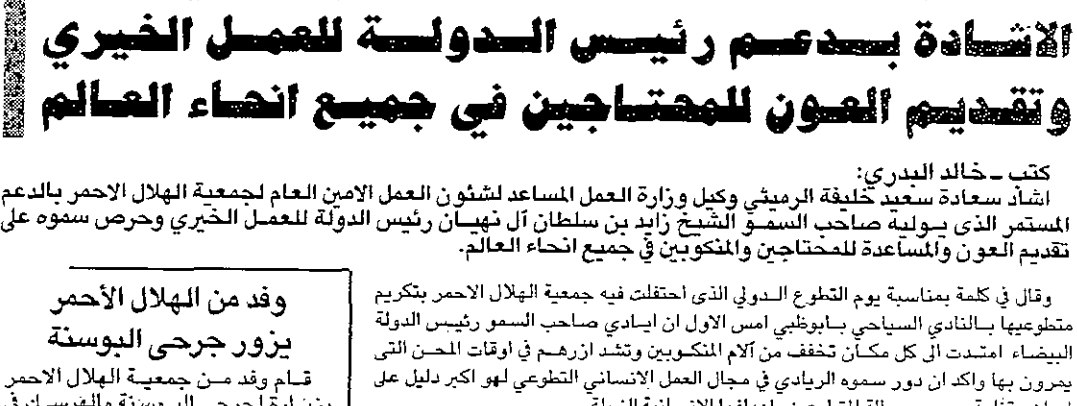 الاشادة بدعم رئيس الدولة للعمل الخيري
وتقديم العون للمحتاجين في جميع انحاء العالم
كتب ـ خالد البدري:
اشاد سعادة سعيد خليفة الرميثي وكيل وزارة العمل المساعد لشئون العمل الامين العام لجمعية الهلال الاحمر بالدعم
المستمر الذى يوليه صاحب السمو الشيخ زايد بن سلطان آل نهيان رئيس الدولة للعمل الخيري وحرص سموه على
تقديم العون والمساعدة للمحتاجين والمنكوبين في جميع انحاء العالم.
وقال في كلمة بمناسبة يوم التطوع الدولي الذى احتفلت فيه جمعية الهلال الاحمر بتكريم
متطوعيها بالنادي السياحي بابوظبي امس الاول ان ايادي صاحب السمو رئيس الدولة
البيضاء امتدت الى كل مكان تخفف من آلام المنكوبين وتشد ازرهم في أوقات المحن التى
يمرون بها واكد ان دور سموه الريادي في مجال العمل الانساني التطوعي لهو اكبر دليل على
وفد من الهلال الأحمر
يزور جرحى البوسنة
قام وفد من جمعية الهلال الاحمر